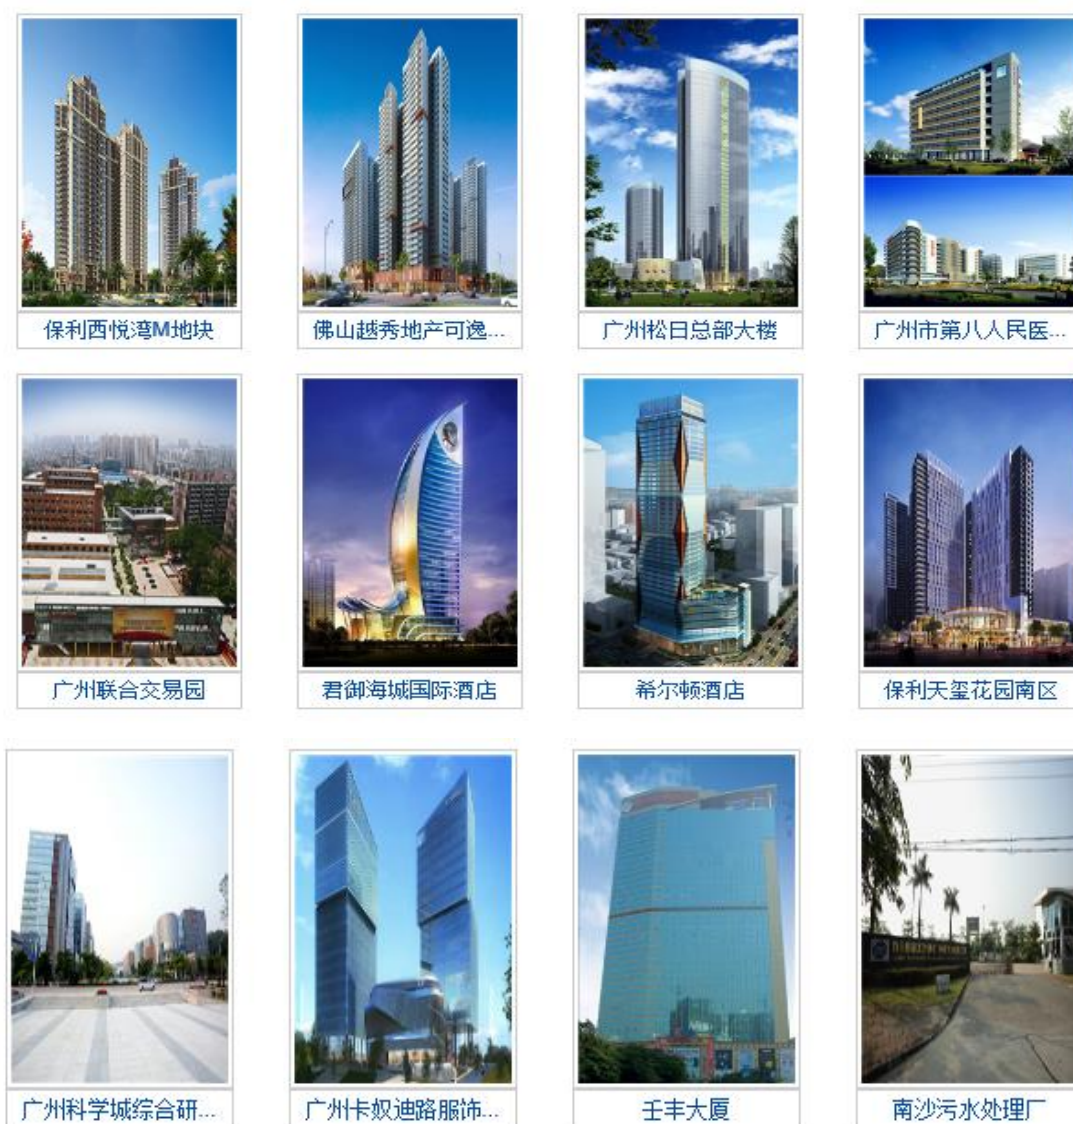 保利西悦湾M地块
佛山越秀地产可逸...
广州松日总部大楼
广州市第八人民医...
广州联合交易园
君御海城国际酒店
希尔顿酒店
保利天玺花园南区
广州科学城综合研...
广州卡奴迪路服饰...
壬丰大厦
南沙污水处理厂